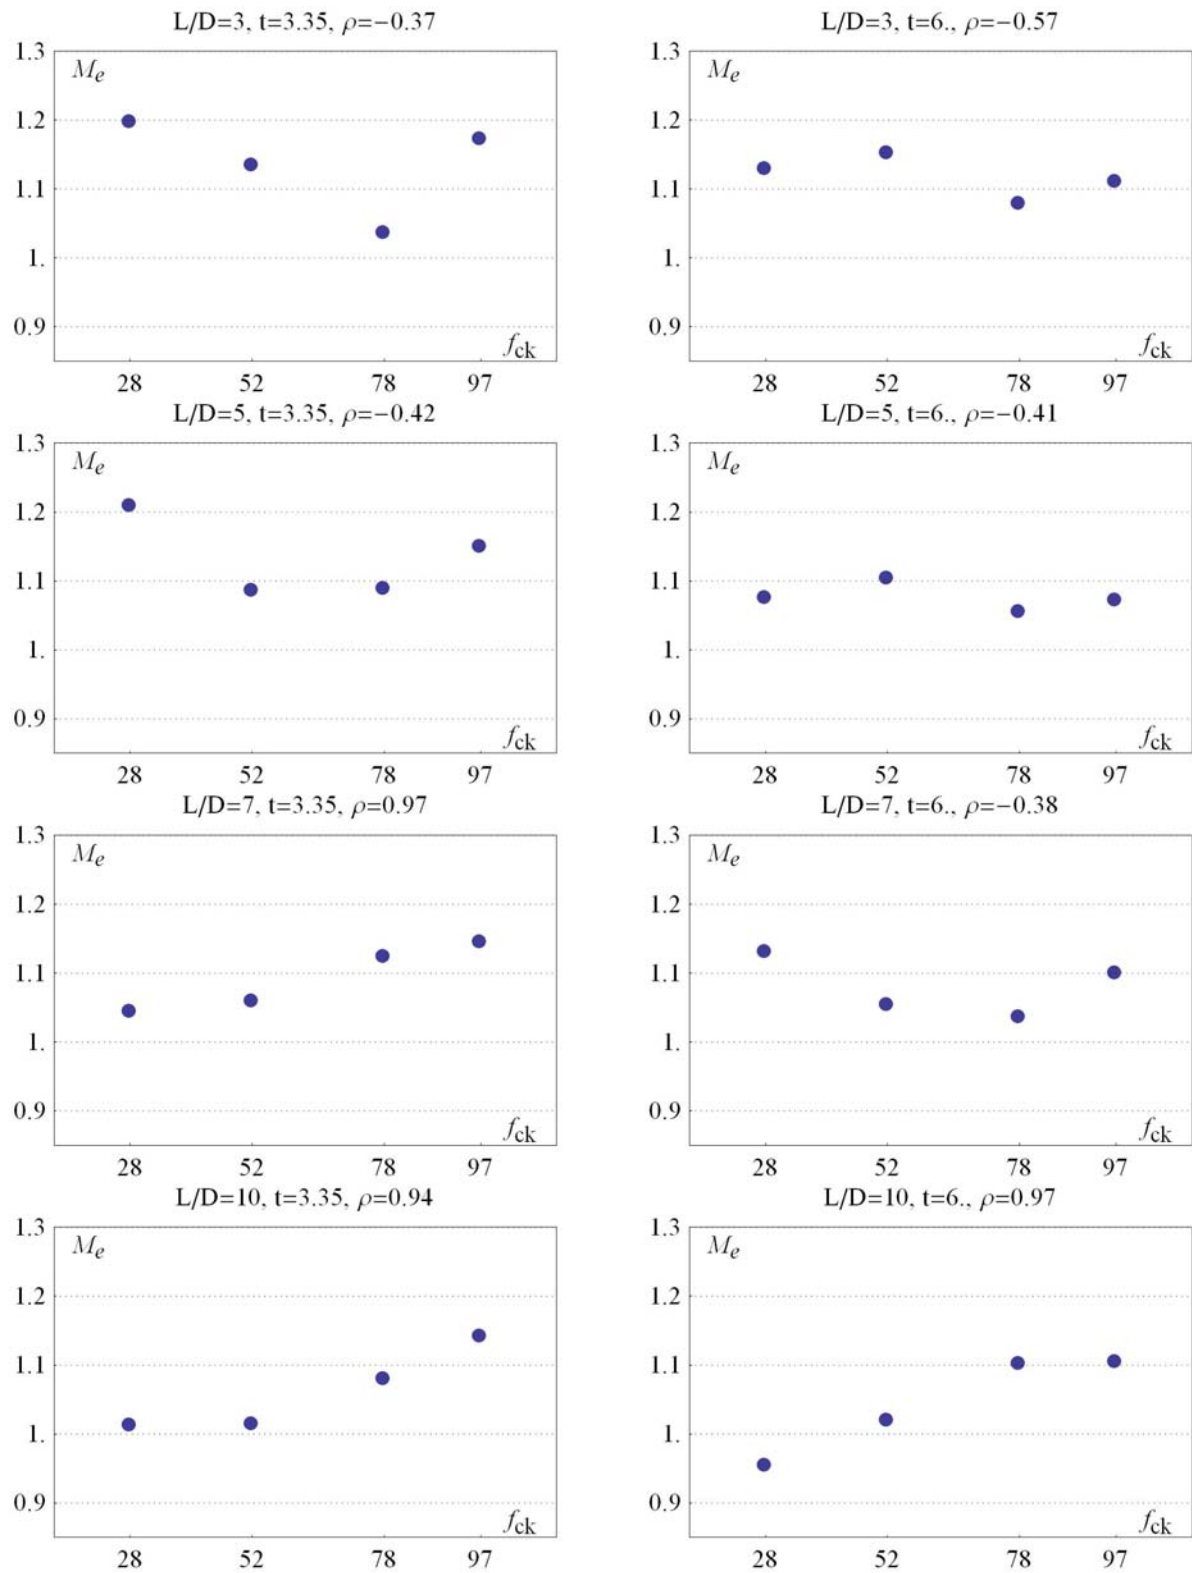 L/D=3, t=3.35, ρ=−0.37
1.3
Me
1.2
1.1
1.
0.9
fck
28 52 78 97
L/D=3, t=6., ρ=−0.57
1.3
Me
1.2
1.1
1.
0.9
fck
28 52 78 97
L/D=5, t=3.35, ρ=−0.42
1.3
Me
1.2
1.1
1.
0.9
fck
28 52 78 97
L/D=5, t=6., ρ=−0.41
1.3
Me
1.2
1.1
1.
0.9
fck
28 52 78 97
L/D=7, t=3.35, ρ=0.97
1.3
Me
1.2
1.1
1.
0.9
fck
28 52 78 97
L/D=7, t=6., ρ=−0.38
1.3
Me
1.2
1.1
1.
0.9
fck
28 52 78 97
L/D=10, t=3.35, ρ=0.94
1.3
Me
1.2
1.1
1.
0.9
fck
28 52 78 97
L/D=10, t=6., ρ=0.97
1.3
Me
1.2
1.1
1.
0.9
fck
28 52 78 97